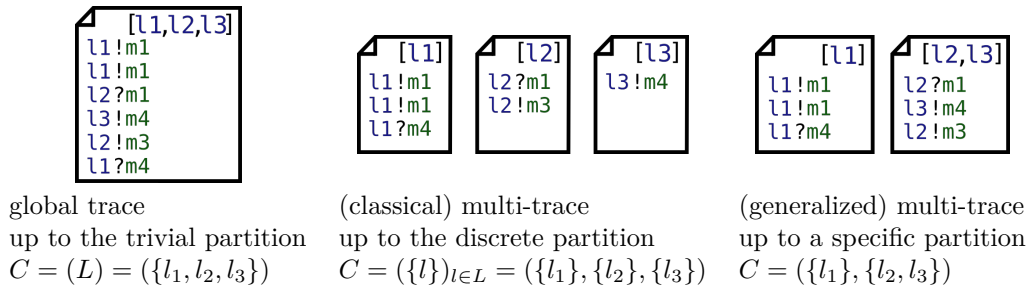 [l1,l2,l3]
l1!m1
l1!m1
l2?m1
l3!m4
l2!m3
l1?m4
global trace
up to the trivial partition
C = (L) = ({l₁, l₂, l₃})
[l1]
l1!m1
l1!m1
l1?m4
[l2]
l2?m1
l2!m3
[l3]
l3!m4
(classical) multi-trace
up to the discrete partition
C = ({l})l∈L = ({l₁}, {l₂}, {l₃})
[l1]
l1!m1
l1!m1
l1?m4
[l2,l3]
l2?m1
l3!m4
l2!m3
(generalized) multi-trace
up to a specific partition
C = ({l₁}, {l₂, l₃})